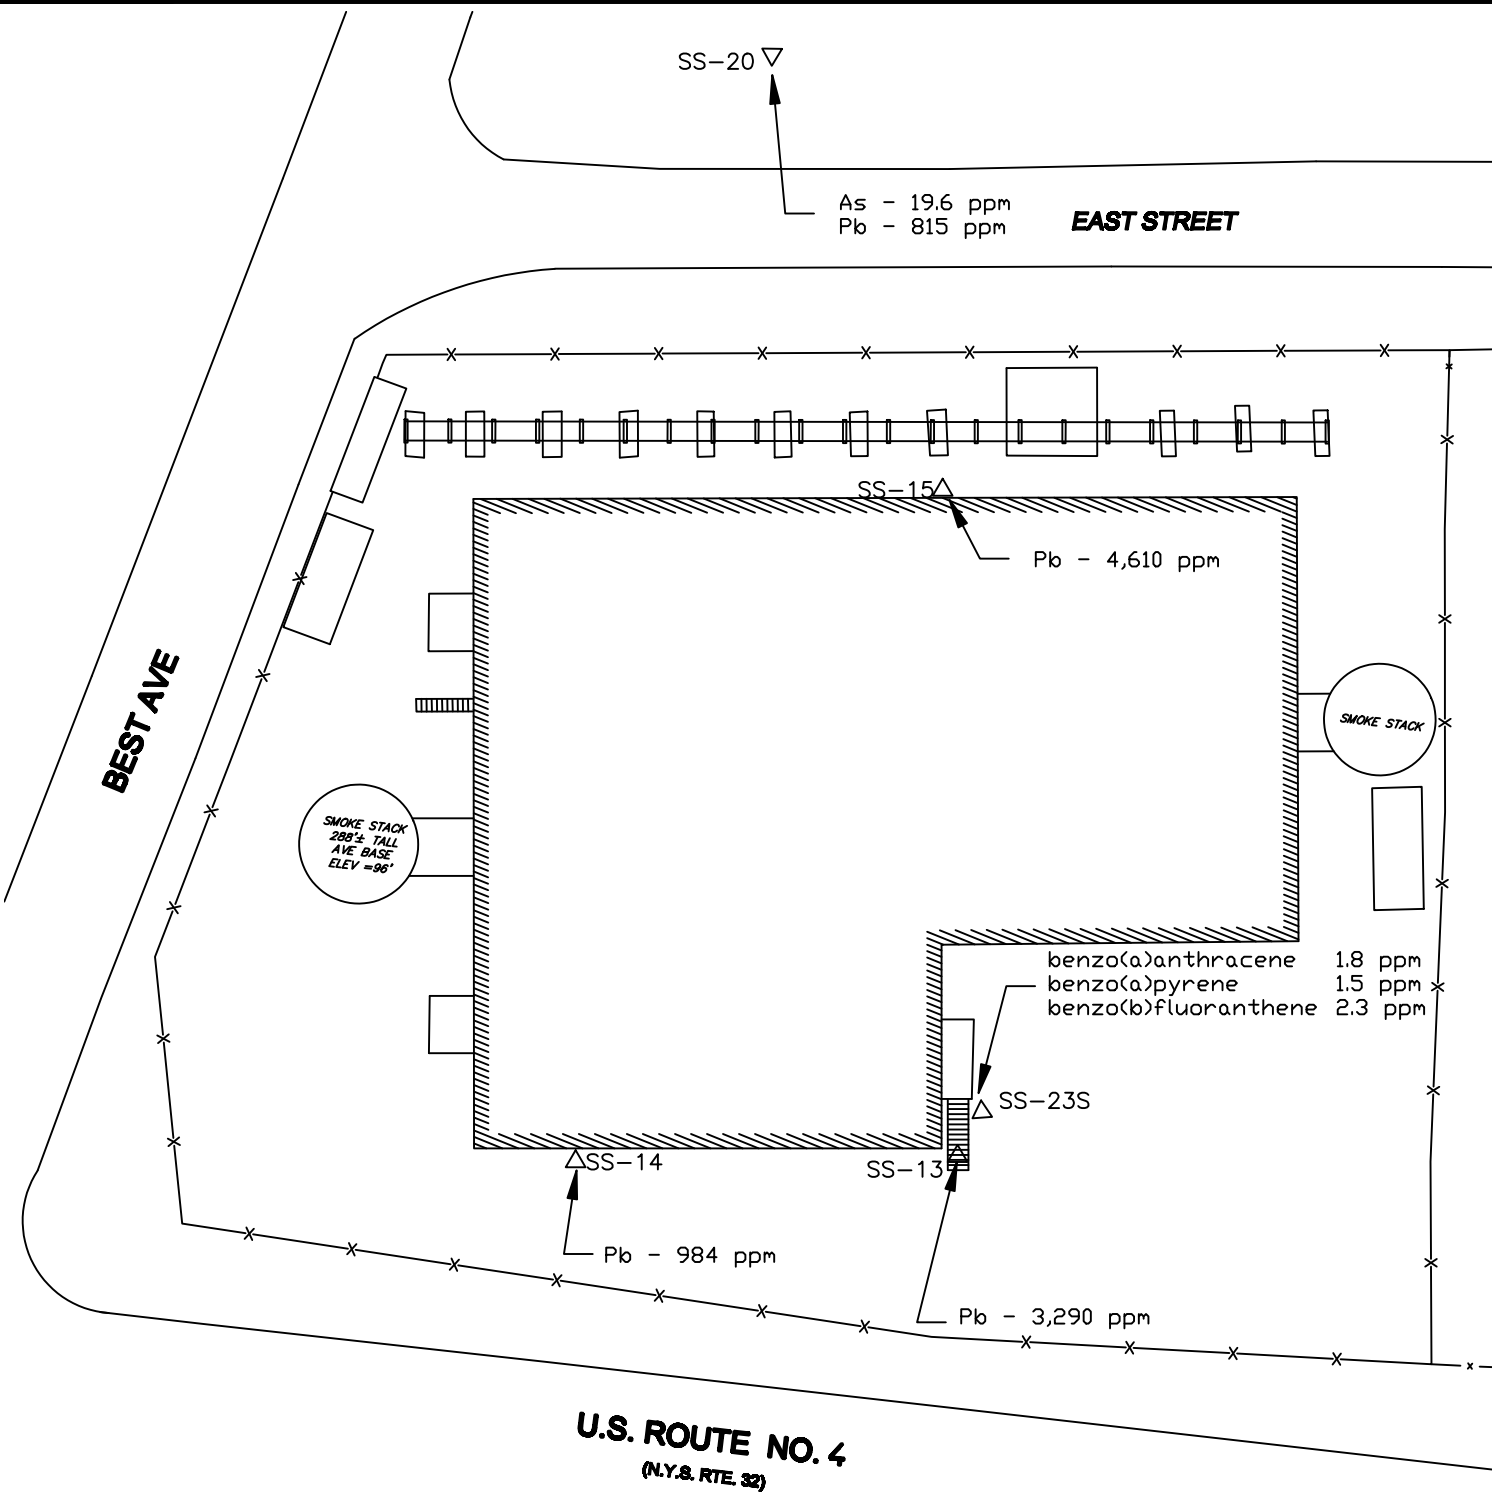 SS-20
As - 19.6 ppm
Pb - 815 ppm
EAST STREET
SS-15
Pb - 4,610 ppm
BEST AVE
SMOKE STACK
SMOKE STACK
288'± TALL
AVE BASE
ELEV =96'
benzo(a)anthracene 1.8 ppm
benzo(a)pyrene 1.5 ppm
benzo(b)fluoranthene 2.3 ppm
SS-23S
SS-14
SS-13
Pb - 984 ppm
Pb - 3,290 ppm
U.S. ROUTE NO. 4
(N.Y.S. RTE. 32)